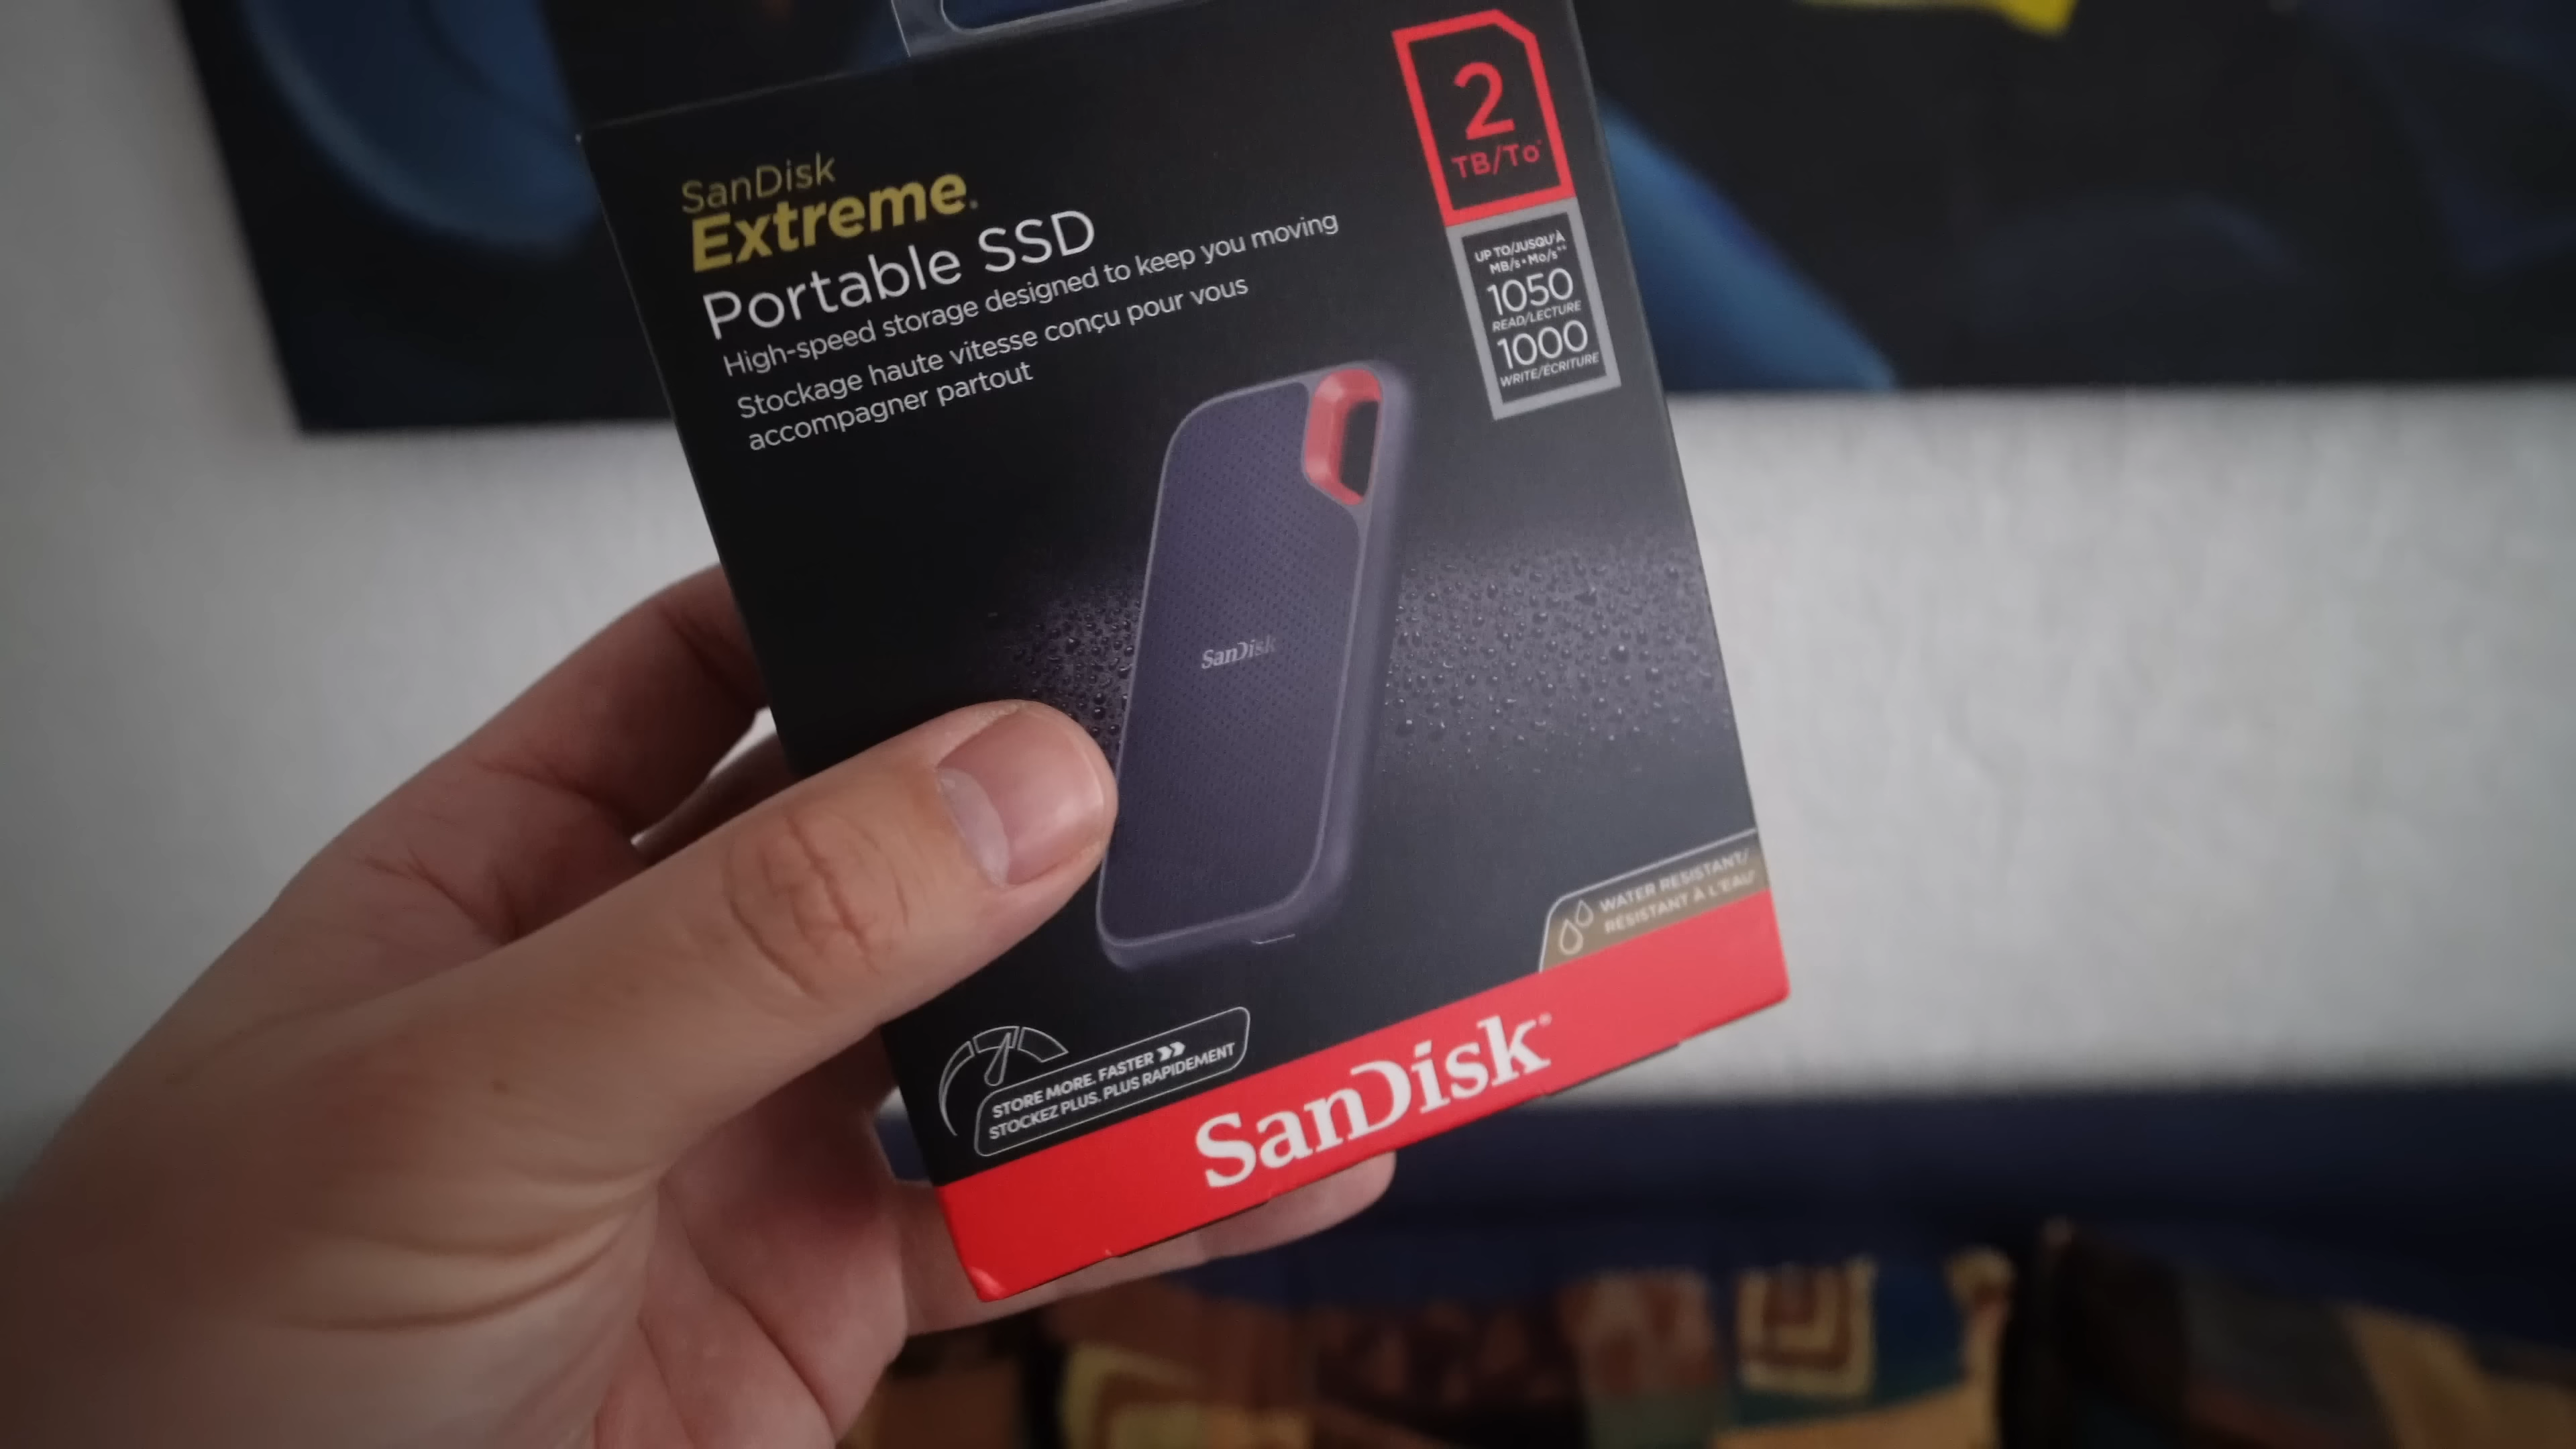 SanDisk
Extreme®
Portable SSD
High-speed storage designed to keep you moving
Stockage haute vitesse conçu pour vous
accompagner partout
2
TB/To*
UP TO/JUSQU'À
MB/s•Mo/s**
1050
READ/LECTURE
1000
WRITE/ÉCRITURE
SanDisk
WATER RESISTANT/
RÉSISTANT À L'EAU
STORE MORE. FASTER
STOCKEZ PLUS. PLUS RAPIDEMENT
SanDisk®